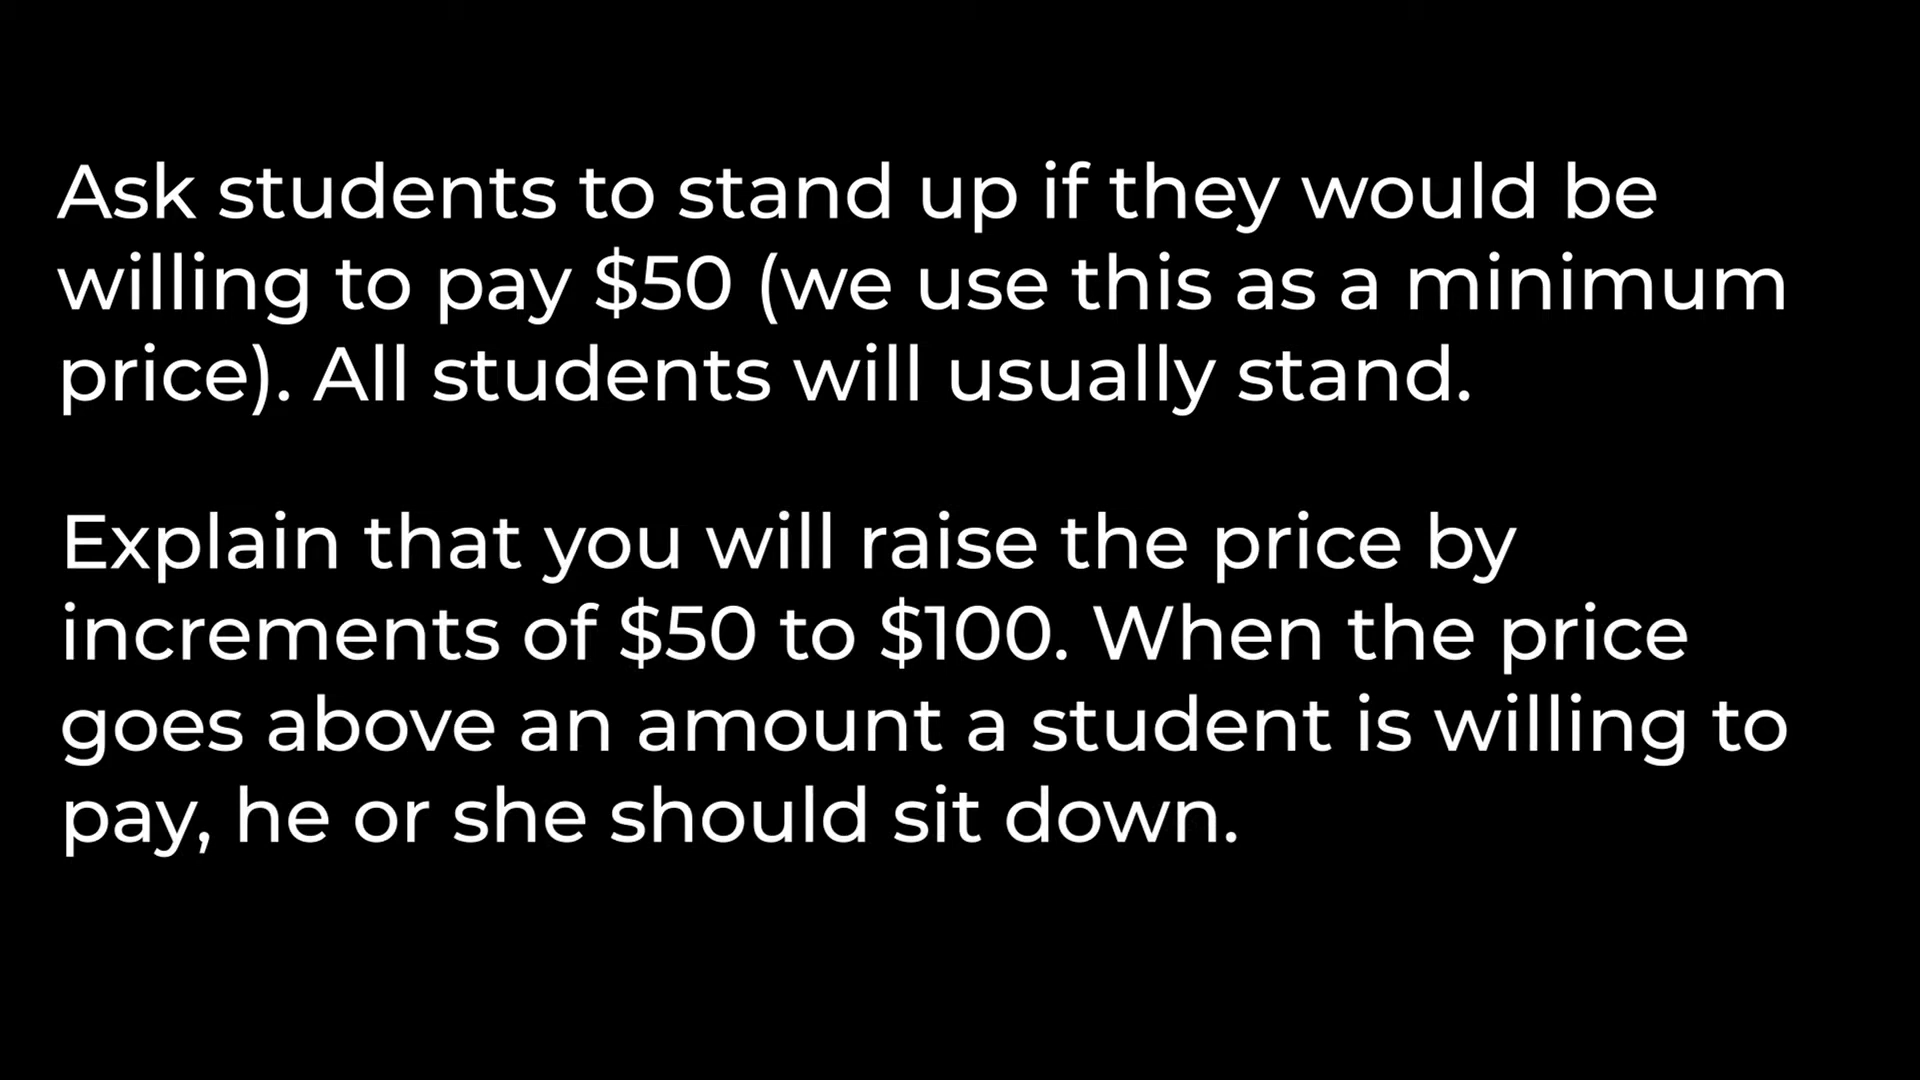 Ask students to stand up if they would be
willing to pay $50 (we use this as a minimum
price). All students will usually stand.
Explain that you will raise the price by
increments of $50 to $100. When the price
goes above an amount a student is willing to
pay, he or she should sit down.